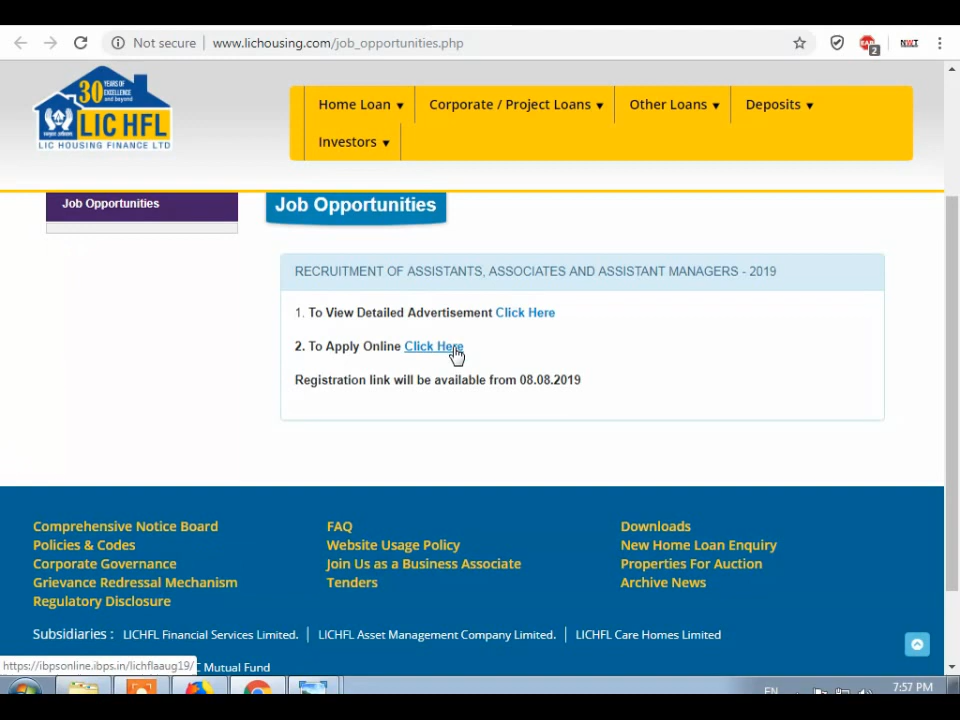 Not secure | www.lichousing.com/job_opportunities.php
2
30 YEARS OF EXCELLENCE and beyond
LIC HFL
LIC HOUSING FINANCE LTD
Home Loan ▼ Corporate / Project Loans ▼ Other Loans ▼ Deposits ▼
Investors ▼
Job Opportunities
Job Opportunities
RECRUITMENT OF ASSISTANTS, ASSOCIATES AND ASSISTANT MANAGERS - 2019
1. To View Detailed Advertisement Click Here
2. To Apply Online Click Here
Registration link will be available from 08.08.2019
Comprehensive Notice Board FAQ Downloads
Policies & Codes Website Usage Policy New Home Loan Enquiry
Corporate Governance Join Us as a Business Associate Properties For Auction
Grievance Redressal Mechanism Tenders Archive News
Regulatory Disclosure
Subsidiaries : LICHFL Financial Services Limited. | LICHFL Asset Management Company Limited. | LICHFL Care Homes Limited
https://ibpsonline.ibps.in/lichflaaug19/ C Mutual Fund
EN 7:57 PM